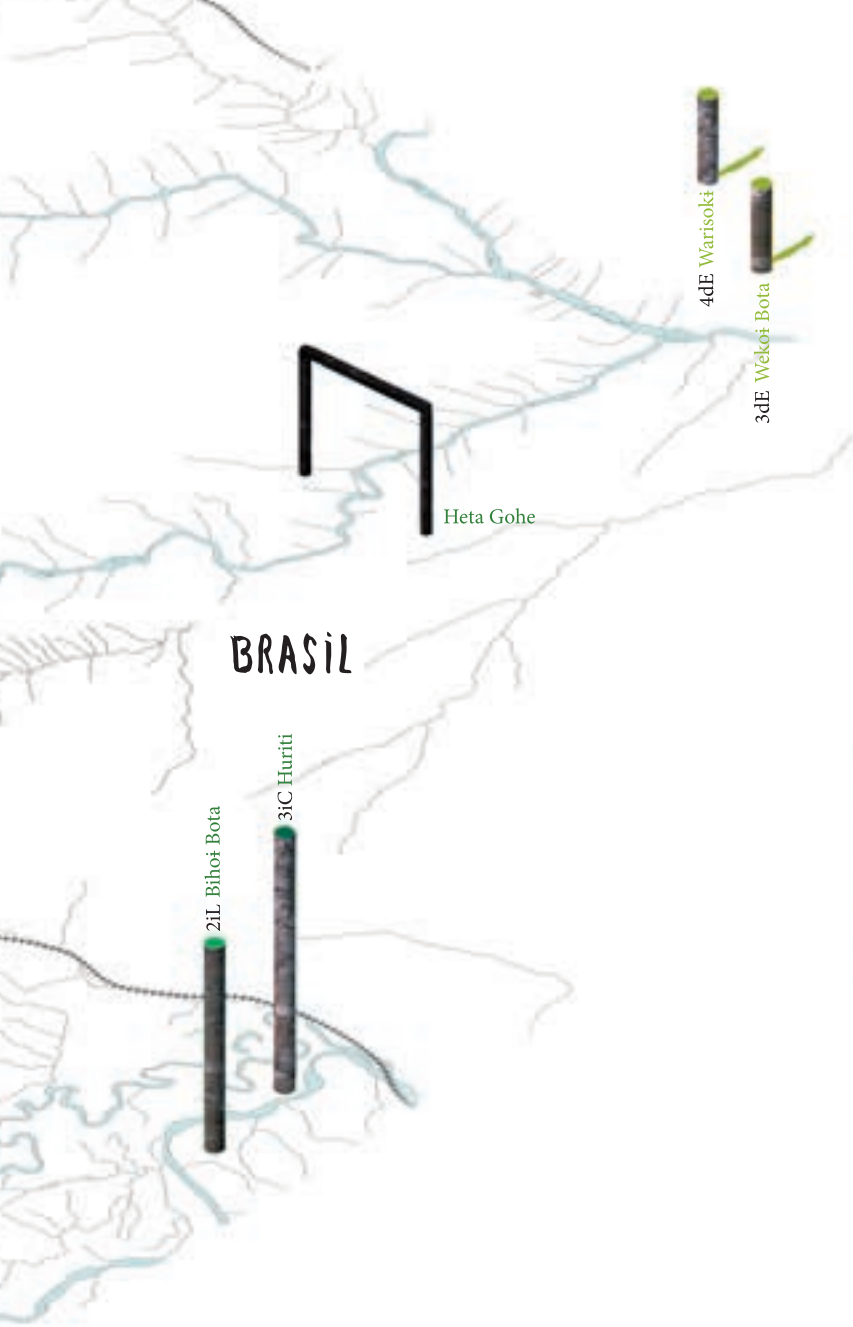 4dE Warisokɨ
3dE Wekoɨ Bota
Heta Gohe
BRASiL
3iC Huriti
2iL Bihoɨ Bota